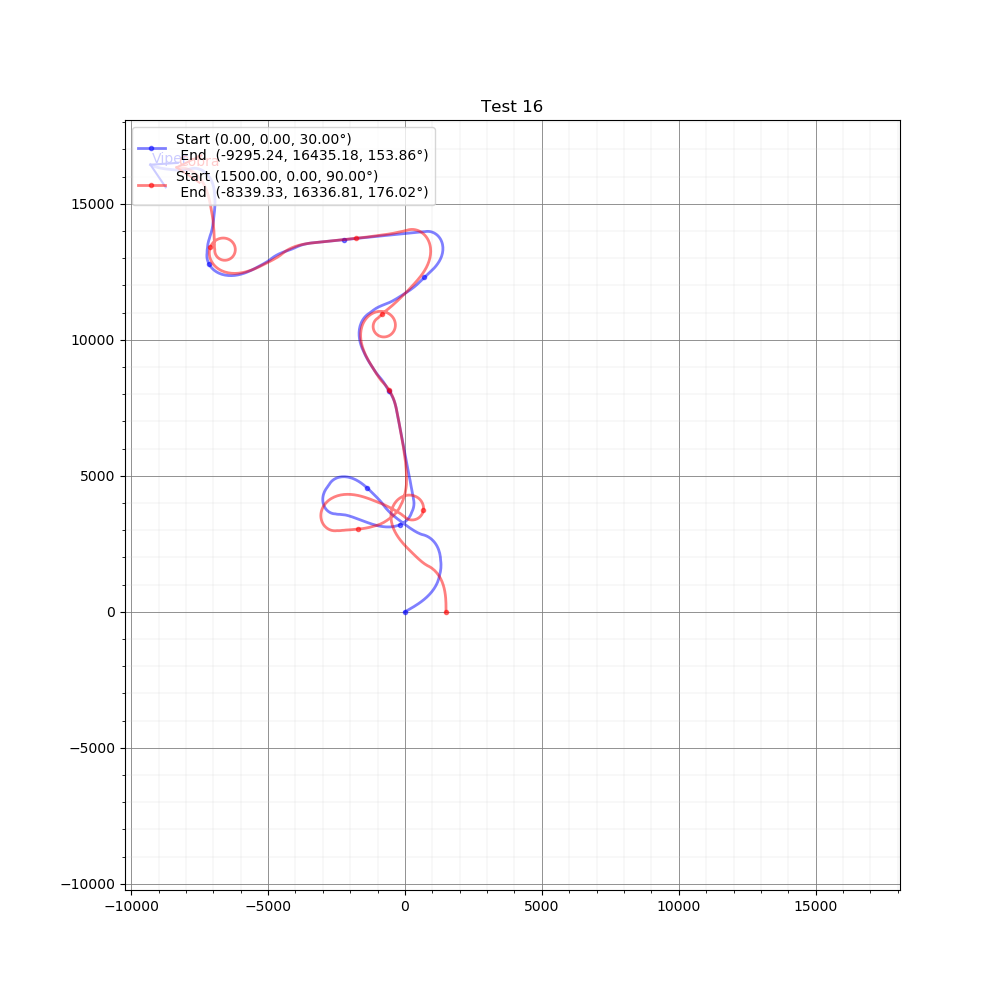 Test 16
Start (0.00, 0.00, 30.00°)
End (-9295.24, 16435.18, 153.86°)
Start (1500.00, 0.00, 90.00°)
End (-8339.33, 16336.81, 176.02°)
15000
10000
5000
0
−5000
−10000
−10000
−5000
0
5000
10000
15000